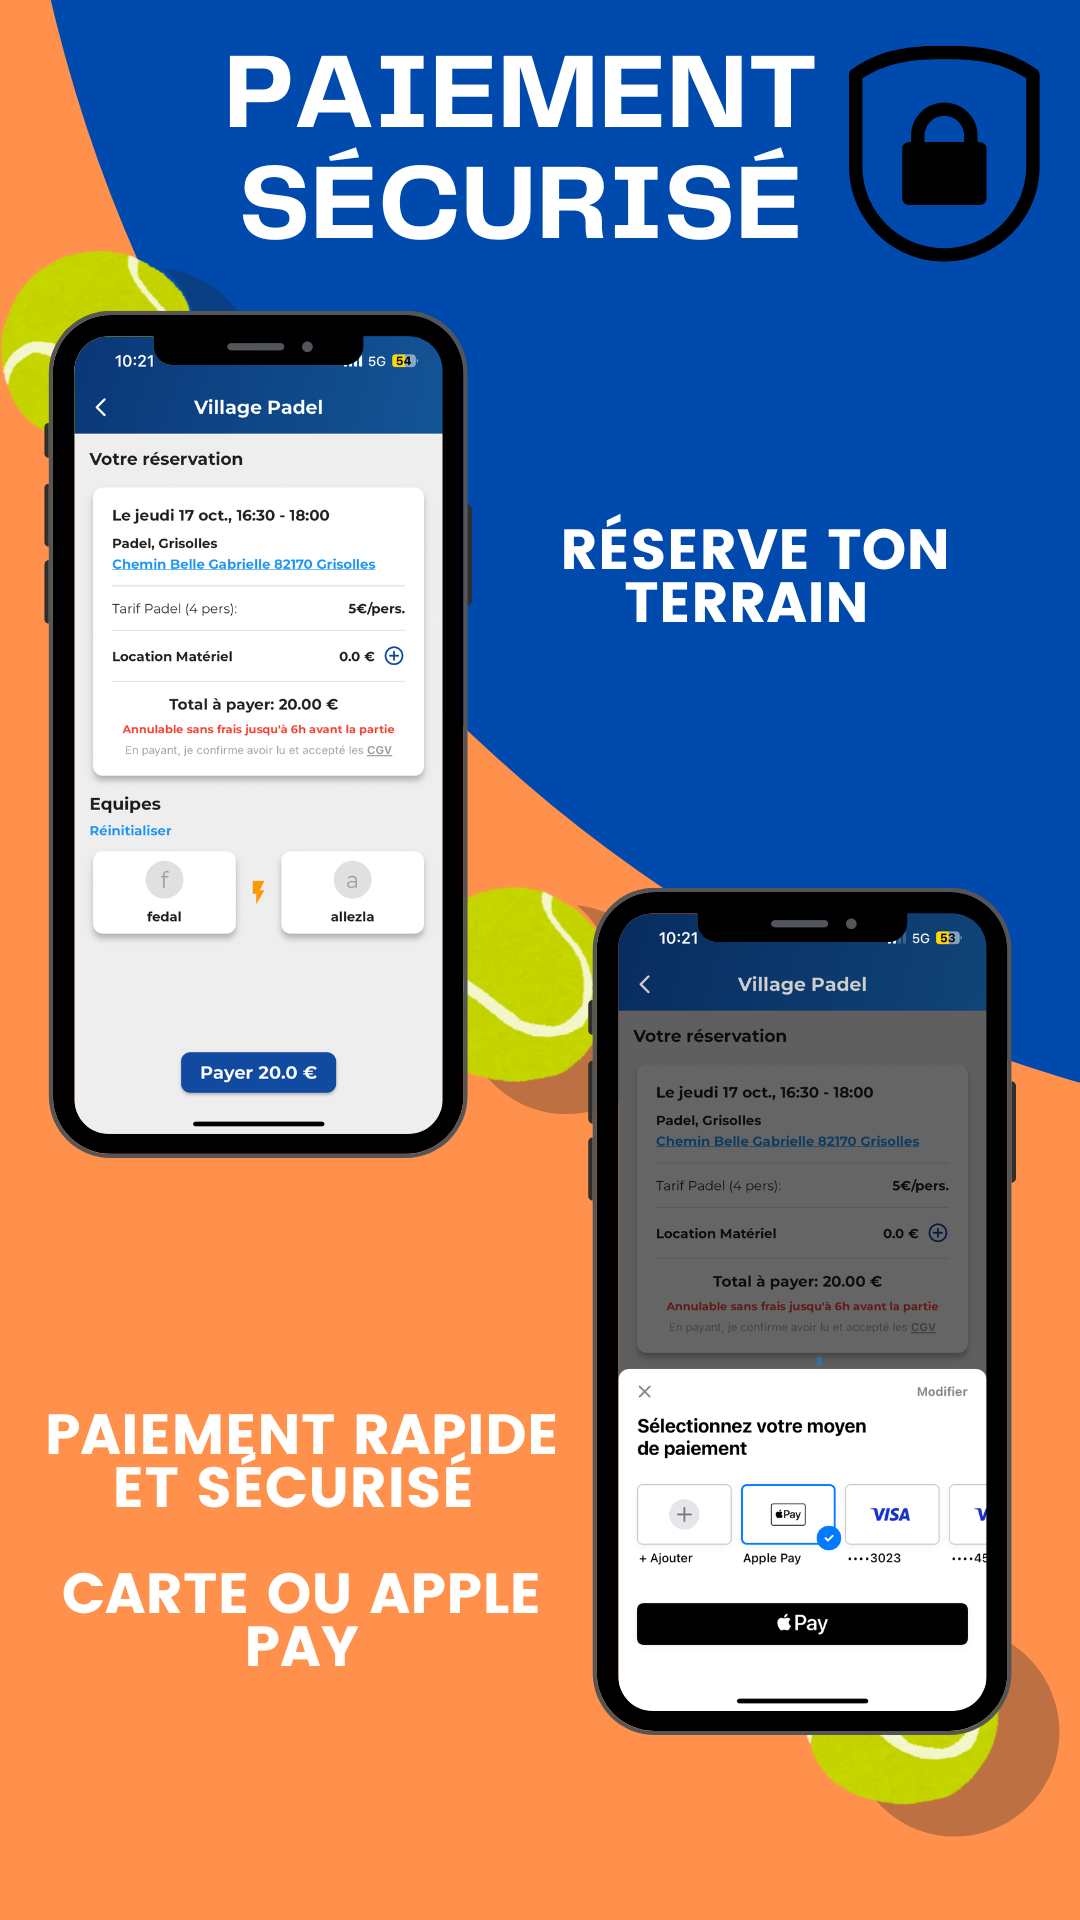 PAIEMENT
SÉCURISÉ
10:21
5G 54
Village Padel
Votre réservation
Le jeudi 17 oct., 16:30 - 18:00
Padel, Grisolles
Chemin Belle Gabrielle 82170 Grisolles
Tarif Padel (4 pers): 5€/pers.
Location Matériel 0.0 €
Total à payer: 20.00 €
Annulable sans frais jusqu'à 6h avant la partie
En payant, je confirme avoir lu et accepté les CGV
Equipes
Réinitialiser
f
a
fedal
allezla
Payer 20.0 €
RÉSERVE TON
TERRAIN
10:21
5G 53
Village Padel
Votre réservation
Le jeudi 17 oct., 16:30 - 18:00
Padel, Grisolles
Chemin Belle Gabrielle 82170 Grisolles
Tarif Padel (4 pers): 5€/pers.
Location Matériel 0.0 €
Total à payer: 20.00 €
Annulable sans frais jusqu'à 6h avant la partie
En payant, je confirme avoir lu et accepté les CGV
Modifier
Sélectionnez votre moyen
de paiement
Pay
VISA
+ Ajouter
Apple Pay
••••3023
••••45
Pay
PAIEMENT RAPIDE
ET SÉCURISÉ
CARTE OU APPLE
PAY